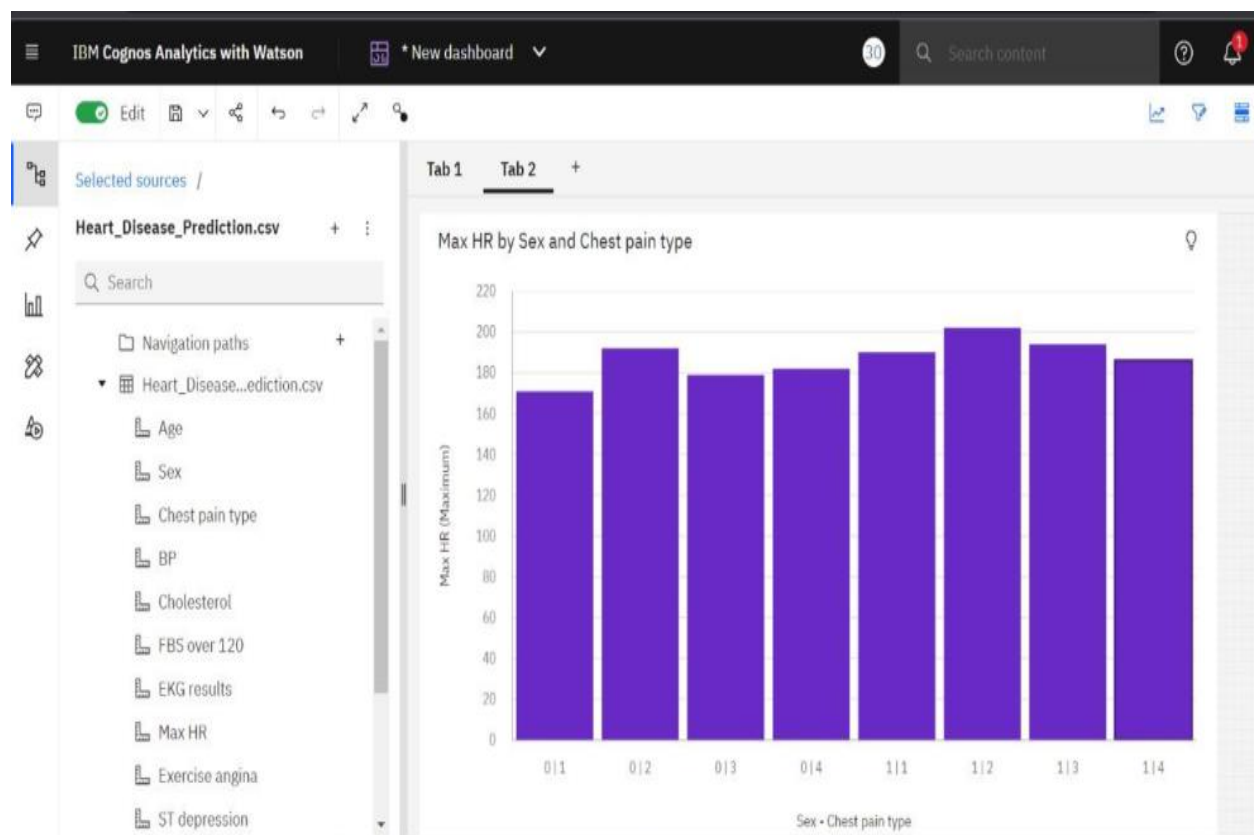 IBM Cognos Analytics with Watson
* New dashboard
30
Search content
1
Edit
Selected sources /
Heart_Disease_Prediction.csv
Search
Navigation paths
Heart_Disease...ediction.csv
Age
Sex
Chest pain type
BP
Cholesterol
FBS over 120
EKG results
Max HR
Exercise angina
ST depression
Tab 1 Tab 2 +
Max HR by Sex and Chest pain type
Max HR (Maximum)
220
200
180
160
140
120
100
80
60
40
20
0
0|1 0|2 0|3 0|4 1|1 1|2 1|3 1|4
Sex - Chest pain type